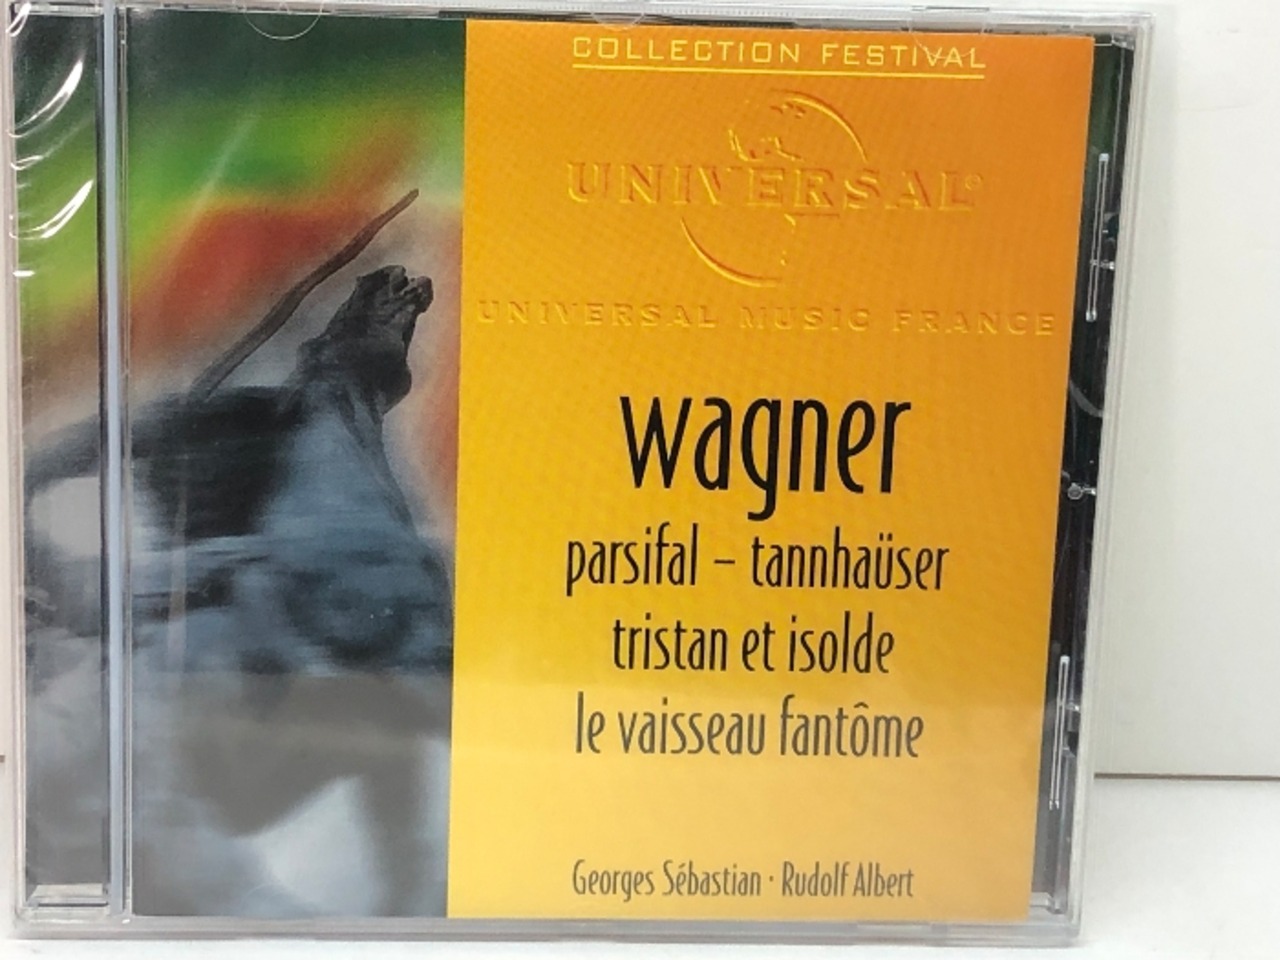 COLLECTION FESTIVAL
UNIVERSAL®
UNIVERSAL MUSIC FRANCE
wagner
parsifal – tannhaüser
tristan et isolde
le vaisseau fantôme
Georges Sébastian · Rudolf Albert